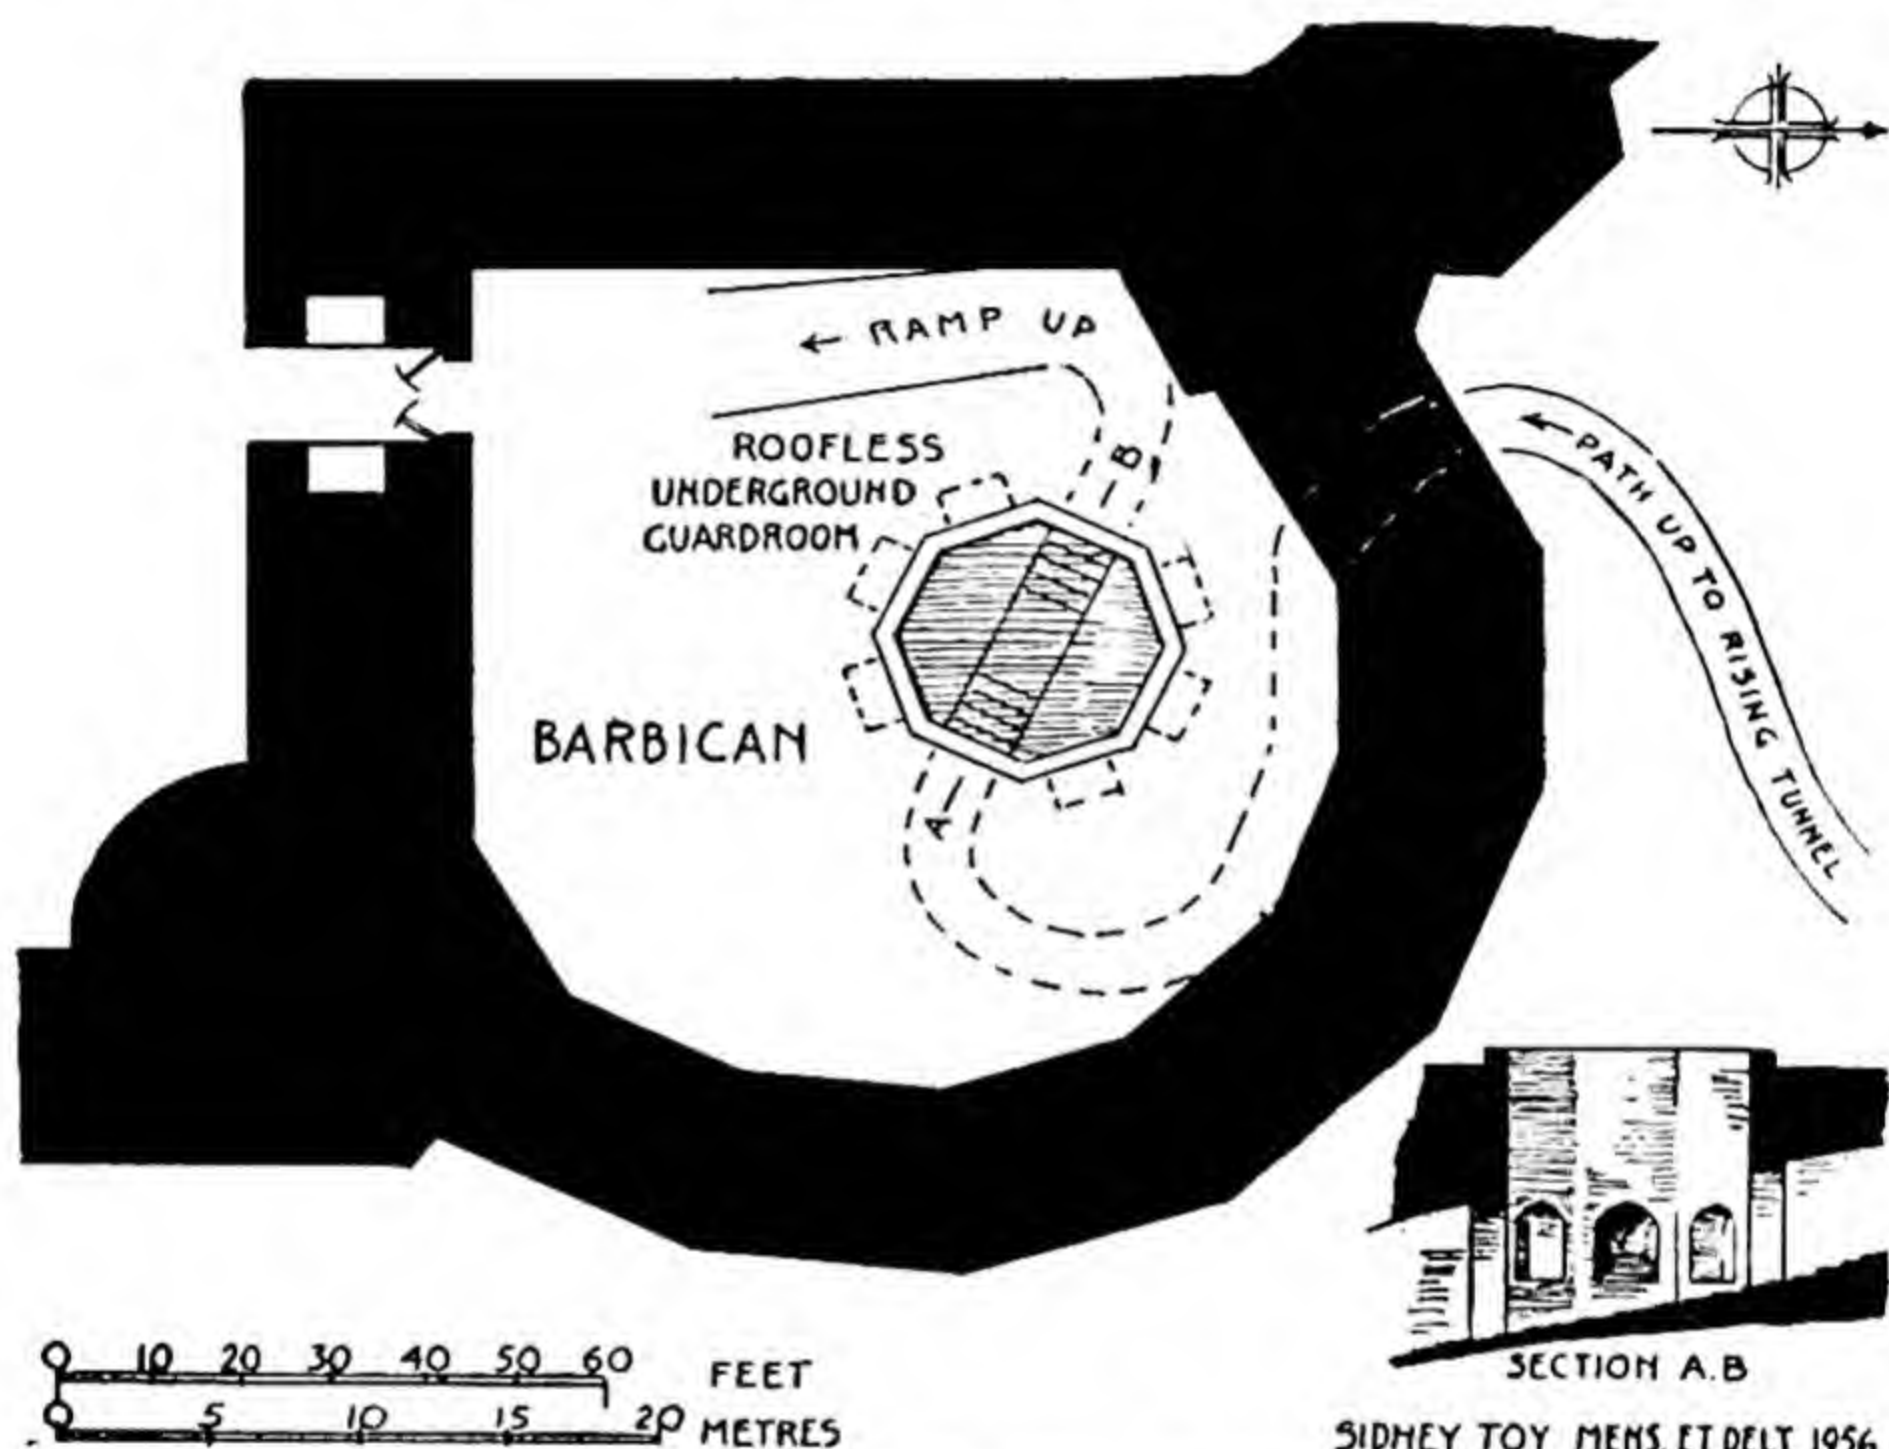 ← RAMP UP
B
ROOFLESS
UNDERGROUND
GUARDROOM
← PATH UP TO RISING TUNNEL
BARBICAN
A
0 10 20 30 40 50 60 FEET
0 5 10 15 20 METRES
SECTION A.B
SIDNEY TOY MENS. ET DELT. 1956